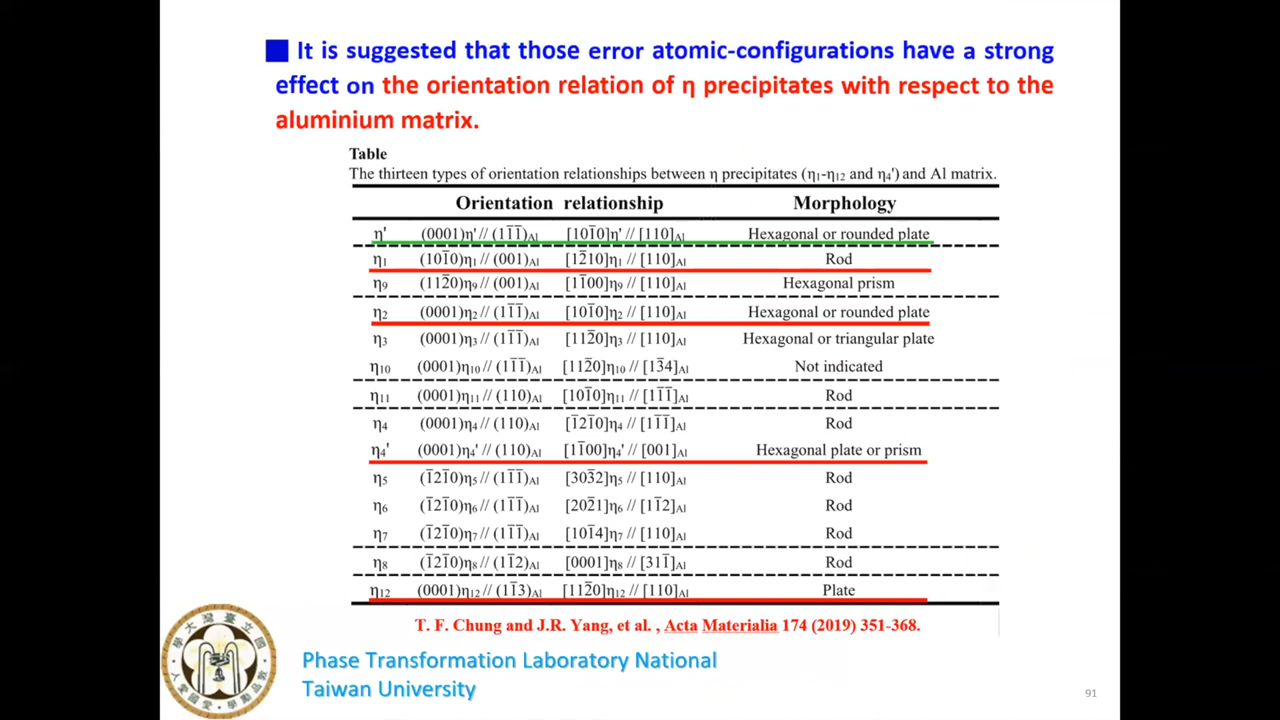 It is suggested that those error atomic-configurations have a strong
effect on the orientation relation of η precipitates with respect to the
aluminium matrix.
Table
The thirteen types of orientation relationships between η precipitates (η₁-η₁₂ and η₄') and Al matrix.
Orientation relationship Morphology
η' (0001)η' // (11̅1̅)Al [101̅0]η' // [110]Al Hexagonal or rounded plate
η₁ (101̅0)η₁ // (001)Al [12̅10]η₁ // [110]Al Rod
η₉ (112̅0)η₉ // (001)Al [11̅00]η₉ // [110]Al Hexagonal prism
η₂ (0001)η₂ // (11̅1̅)Al [101̅0]η₂ // [110]Al Hexagonal or rounded plate
η₃ (0001)η₃ // (11̅1̅)Al [112̅0]η₃ // [110]Al Hexagonal or triangular plate
η₁₀ (0001)η₁₀ // (11̅1̅)Al [112̅0]η₁₀ // [13̅4]Al Not indicated
η₁₁ (0001)η₁₁ // (110)Al [101̅0]η₁₁ // [11̅1̅]Al Rod
η₄ (0001)η₄ // (110)Al [1̅21̅0]η₄ // [11̅1̅]Al Rod
η₄' (0001)η₄' // (110)Al [11̅00]η₄' // [001]Al Hexagonal plate or prism
η₅ (1̅21̅0)η₅ // (11̅1̅)Al [303̅2]η₅ // [110]Al Rod
η₆ (1̅21̅0)η₆ // (11̅1̅)Al [202̅1]η₆ // [11̅2]Al Rod
η₇ (1̅21̅0)η₇ // (11̅1̅)Al [101̅4]η₇ // [110]Al Rod
η₈ (1̅21̅0)η₈ // (11̅2)Al [0001]η₈ // [311̅]Al Rod
η₁₂ (0001)η₁₂ // (11̅3)Al [112̅0]η₁₂ // [110]Al Plate
T. F. Chung and J.R. Yang, et al. , Acta Materialia 174 (2019) 351-368.
Phase Transformation Laboratory National
Taiwan University
91